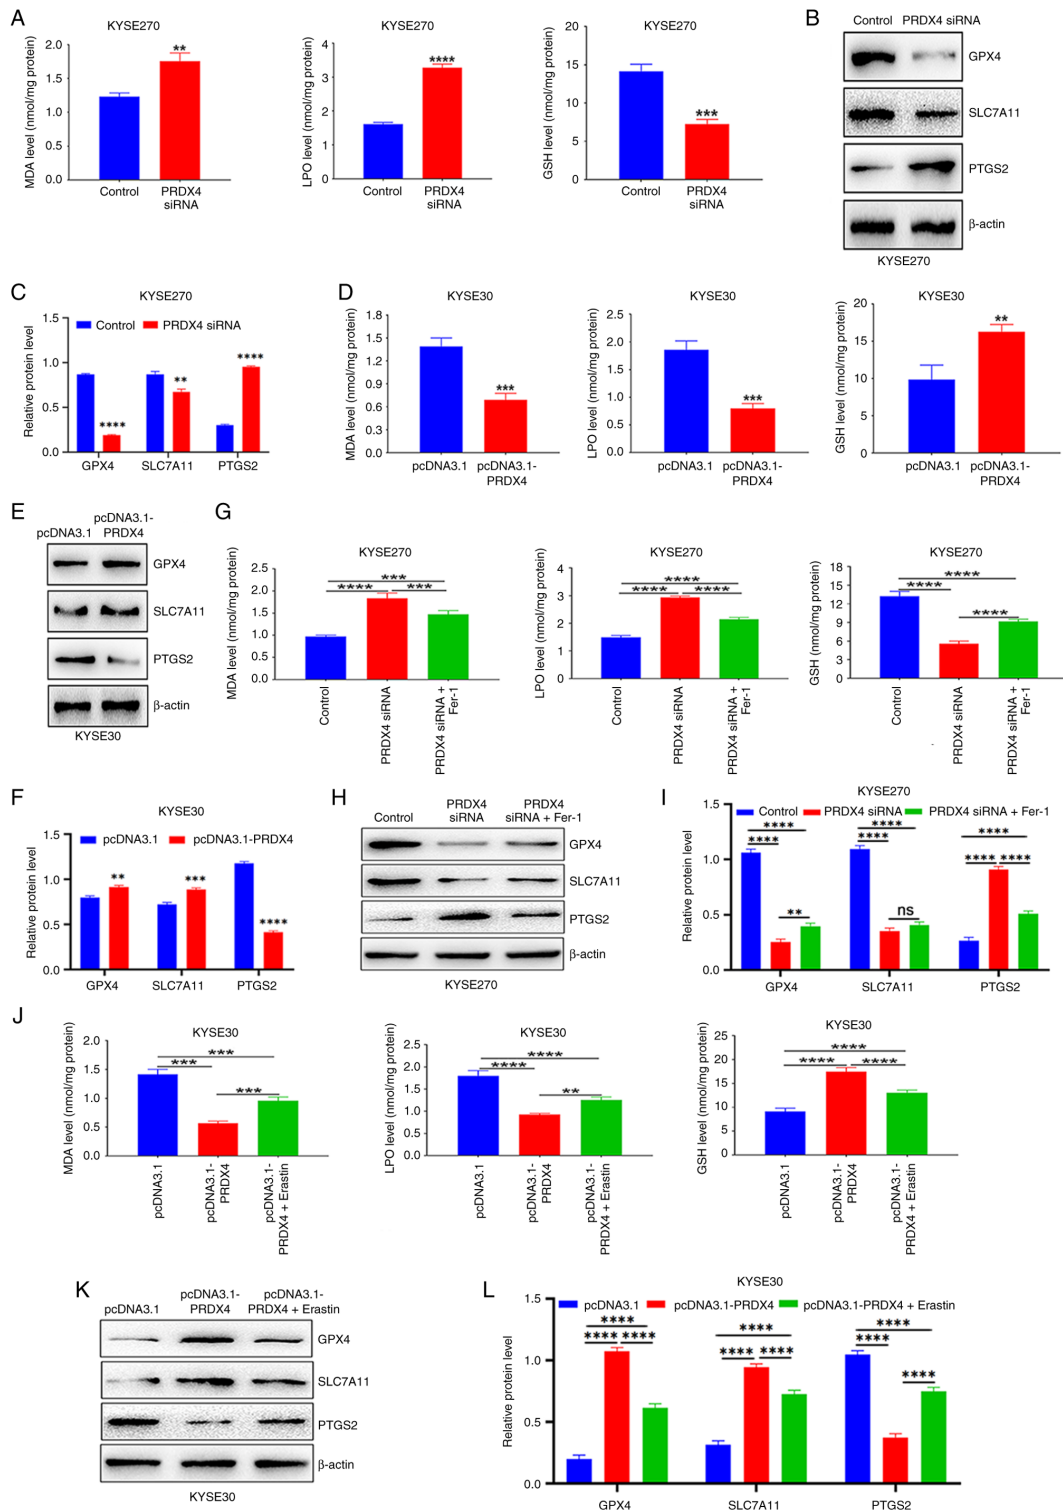 A
KYSE270
MDA level (nmol/mg protein)
2.0
1.5
1.0
0.5
0.0
**
Control
PRDX4
siRNA
KYSE270
LPO level (nmol/mg protein)
4
3
2
1
0
****
Control
PRDX4
siRNA
KYSE270
GSH level (nmol/mg protein)
20
15
10
5
0
***
Control
PRDX4
siRNA
B
Control PRDX4 siRNA
GPX4
SLC7A11
PTGS2
β-actin
KYSE270
C
KYSE270
Relative protein level
1.5
1.0
0.5
0.0
Control PRDX4 siRNA
****
**
****
GPX4 SLC7A11 PTGS2
D
KYSE30
MDA level (nmol/mg protein)
1.8
1.5
1.2
0.9
0.6
0.3
0.0
***
pcDNA3.1 pcDNA3.1-
PRDX4
KYSE30
LPO level (nmol/mg protein)
2.5
2.0
1.5
1.0
0.5
0.0
***
pcDNA3.1 pcDNA3.1-
PRDX4
KYSE30
GSH level (nmol/mg protein)
20
15
10
5
0
**
pcDNA3.1 pcDNA3.1-
PRDX4
E
pcDNA3.1-
pcDNA3.1 PRDX4
GPX4
SLC7A11
PTGS2
β-actin
KYSE30
G
KYSE270
MDA level (nmol/mg protein)
2.5
2.0
1.5
1.0
0.5
0.0
***
**** ***
Control
PRDX4 siRNA
PRDX4 siRNA +
Fer-1
KYSE270
LPO level (nmol/mg protein)
4
3
2
1
0
****
**** ****
Control
PRDX4 siRNA
PRDX4 siRNA +
Fer-1
KYSE270
GSH (nmol/mg protein)
18
15
12
9
6
3
0
****
****
****
Control
PRDX4 siRNA
PRDX4 siRNA +
Fer-1
F
KYSE30
Relative protein level
1.5
1.0
0.5
0.0
pcDNA3.1 pcDNA3.1-PRDX4
**
***
****
GPX4 SLC7A11 PTGS2
H
Control
PRDX4
siRNA
PRDX4
siRNA + Fer-1
GPX4
SLC7A11
PTGS2
β-actin
KYSE270
I
KYSE270
Relative protein level
1.5
1.0
0.5
0.0
Control PRDX4 siRNA PRDX4 siRNA + Fer-1
****
****
**
****
****
ns
****
**** ****
GPX4 SLC7A11 PTGS2
J
KYSE30
MDA level (nmol/mg protein)
2.0
1.5
1.0
0.5
0.0
***
***
***
pcDNA3.1
pcDNA3.1-
PRDX4
pcDNA3.1-
PRDX4 + Erastin
KYSE30
LPO level (nmol/mg protein)
2.5
2.0
1.5
1.0
0.5
0.0
****
****
**
pcDNA3.1
pcDNA3.1-
PRDX4
pcDNA3.1-
PRDX4 + Erastin
KYSE30
GSH level (nmol/mg protein)
25
20
15
10
5
0
****
**** ****
pcDNA3.1
pcDNA3.1-
PRDX4
pcDNA3.1-
PRDX4 + Erastin
K
pcDNA3.1
pcDNA3.1-
PRDX4
pcDNA3.1-
PRDX4 + Erastin
GPX4
SLC7A11
PTGS2
β-actin
KYSE30
L
KYSE30
Relative protein level
1.5
1.0
0.5
0.0
pcDNA3.1 pcDNA3.1-PRDX4 pcDNA3.1-PRDX4 + Erastin
****
**** ****
****
**** ****
****
****
****
GPX4 SLC7A11 PTGS2